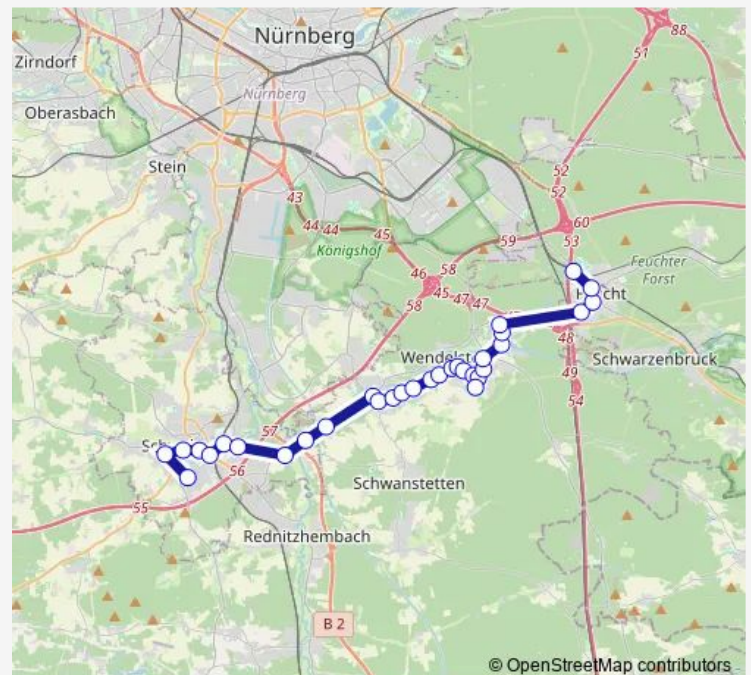 Nürnberg
88
51
Zirndorf
Nürnberg
Oberasbach
Stein
52
52
43
44 44
45
60
59
53
Königshof
Feuchter
Forst
46
58
45
47
47
58
48
Schwarzenbruck
49
54
57
56
Schwanstetten
55
Rednitzhembach
B 2
© OpenStreetMap contributors